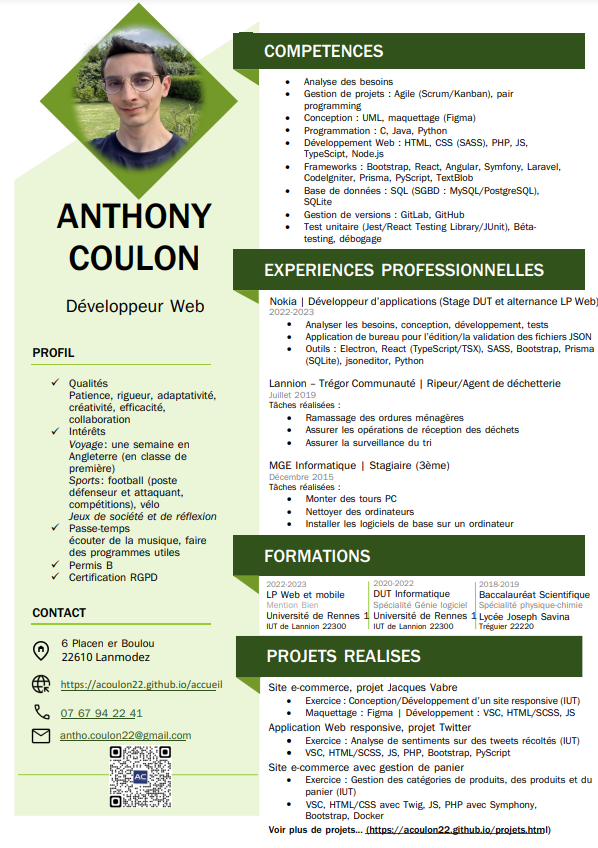 ANTHONY
COULON
Développeur Web
PROFIL
✓ Qualités
Patience, rigueur, adaptativité,
créativité, efficacité,
collaboration
✓ Intérêts
Voyage: une semaine en
Angleterre (en classe de
première)
Sports: football (poste
défenseur et attaquant,
compétitions), vélo
Jeux de société et de réflexion
✓ Passe-temps
écouter de la musique, faire
des programmes utiles
✓ Permis B
✓ Certification RGPD
CONTACT
6 Placen er Boulou
22610 Lanmodez
https://acoulon22.github.io/accueil
07 67 94 22 41
antho.coulon22@gmail.com
AC
COMPETENCES
• Analyse des besoins
• Gestion de projets : Agile (Scrum/Kanban), pair
programming
• Conception : UML, maquettage (Figma)
• Programmation : C, Java, Python
• Développement Web : HTML, CSS (SASS), PHP, JS,
TypeScipt, Node.js
• Frameworks : Bootstrap, React, Angular, Symfony, Laravel,
CodeIgniter, Prisma, PyScript, TextBlob
• Base de données : SQL (SGBD : MySQL/PostgreSQL),
SQLite
• Gestion de versions : GitLab, GitHub
• Test unitaire (Jest/React Testing Library/JUnit), Bêta-
testing, débogage
EXPERIENCES PROFESSIONNELLES
Nokia | Développeur d'applications (Stage DUT et alternance LP Web)
2022-2023
• Analyser les besoins, conception, développement, tests
• Application de bureau pour l'édition/la validation des fichiers JSON
• Outils : Electron, React (TypeScript/TSX), SASS, Bootstrap, Prisma
(SQLite), jsoneditor, Python
Lannion – Trégor Communauté | Ripeur/Agent de déchetterie
Juillet 2019
Tâches réalisées :
• Ramassage des ordures ménagères
• Assurer les opérations de réception des déchets
• Assurer la surveillance du tri
MGE Informatique | Stagiaire (3ème)
Décembre 2015
Tâches réalisées :
• Monter des tours PC
• Nettoyer des ordinateurs
• Installer les logiciels de base sur un ordinateur
FORMATIONS
2022-2023
LP Web et mobile
Mention Bien
Université de Rennes 1
IUT de Lannion 22300
2020-2022
DUT Informatique
Spécialité Génie logiciel
Université de Rennes 1
IUT de Lannion 22300
2018-2019
Baccalauréat Scientifique
Spécialité physique-chimie
Lycée Joseph Savina
Tréguier 22220
PROJETS REALISES
Site e-commerce, projet Jacques Vabre
• Exercice : Conception/Développement d'un site responsive (IUT)
• Maquettage : Figma | Développement : VSC, HTML/SCSS, JS
Application Web responsive, projet Twitter
• Exercice : Analyse de sentiments sur des tweets récoltés (IUT)
• VSC, HTML/SCSS, JS, PHP, Bootstrap, PyScript
Site e-commerce avec gestion de panier
• Exercice : Gestion des catégories de produits, des produits et du
panier (IUT)
• VSC, HTML/CSS avec Twig, JS, PHP avec Symphony,
Bootstrap, Docker
Voir plus de projets... (https://acoulon22.github.io/projets.html)